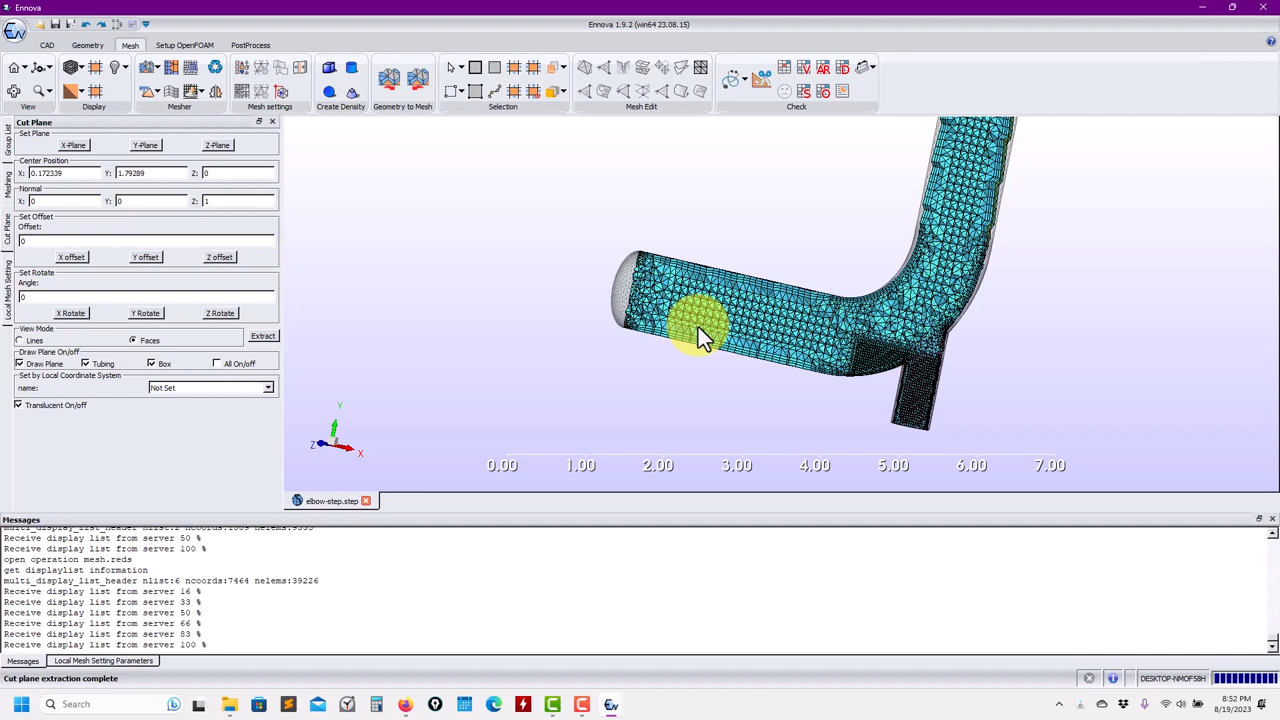 Ennova
Ennova 1.9.2 (win64 23.08.15)
CAD Geometry Mesh Setup OpenFOAM PostProcess
View Display Mesher Mesh settings Create Density Geometry to Mesh Selection Mesh Edit Check
Cut Plane
Set Plane
X-Plane Y-Plane Z-Plane
Center Position
X: 0.172339 Y: 1.79289 Z: 0
Normal
X: 0 Y: 0 Z: 1
Set Offset
Offset:
0
X offset Y offset Z offset
Set Rotate
Angle:
0
X Rotate Y Rotate Z Rotate
View Mode
Lines Faces Extract
Draw Plane On/off
Draw Plane Tubing Box All On/off
Set by Local Coordinate System
name: Not Set
Translucent On/off
Group List
Meshing
Cut Plane
Local Mesh Setting
Y
Z X
0.00 1.00 2.00 3.00 4.00 5.00 6.00 7.00
elbow-step.step
Messages
Receive display list from server 50 %
Receive display list from server 100 %
open operation mesh.reds
get displaylist information
multi_display_list_header nlist:6 ncoords:7464 nelems:39226
Receive display list from server 16 %
Receive display list from server 33 %
Receive display list from server 50 %
Receive display list from server 66 %
Receive display list from server 83 %
Receive display list from server 100 %
Messages Local Mesh Setting Parameters
Cut plane extraction complete
DESKTOP-NMOF5BH
Search
8:52 PM
8/19/2023